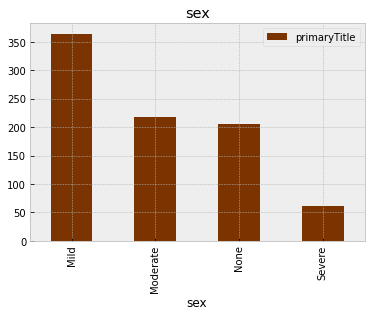 sex
primaryTitle
350
300
250
200
150
100
50
0
Mild
Moderate
None
Severe
sex